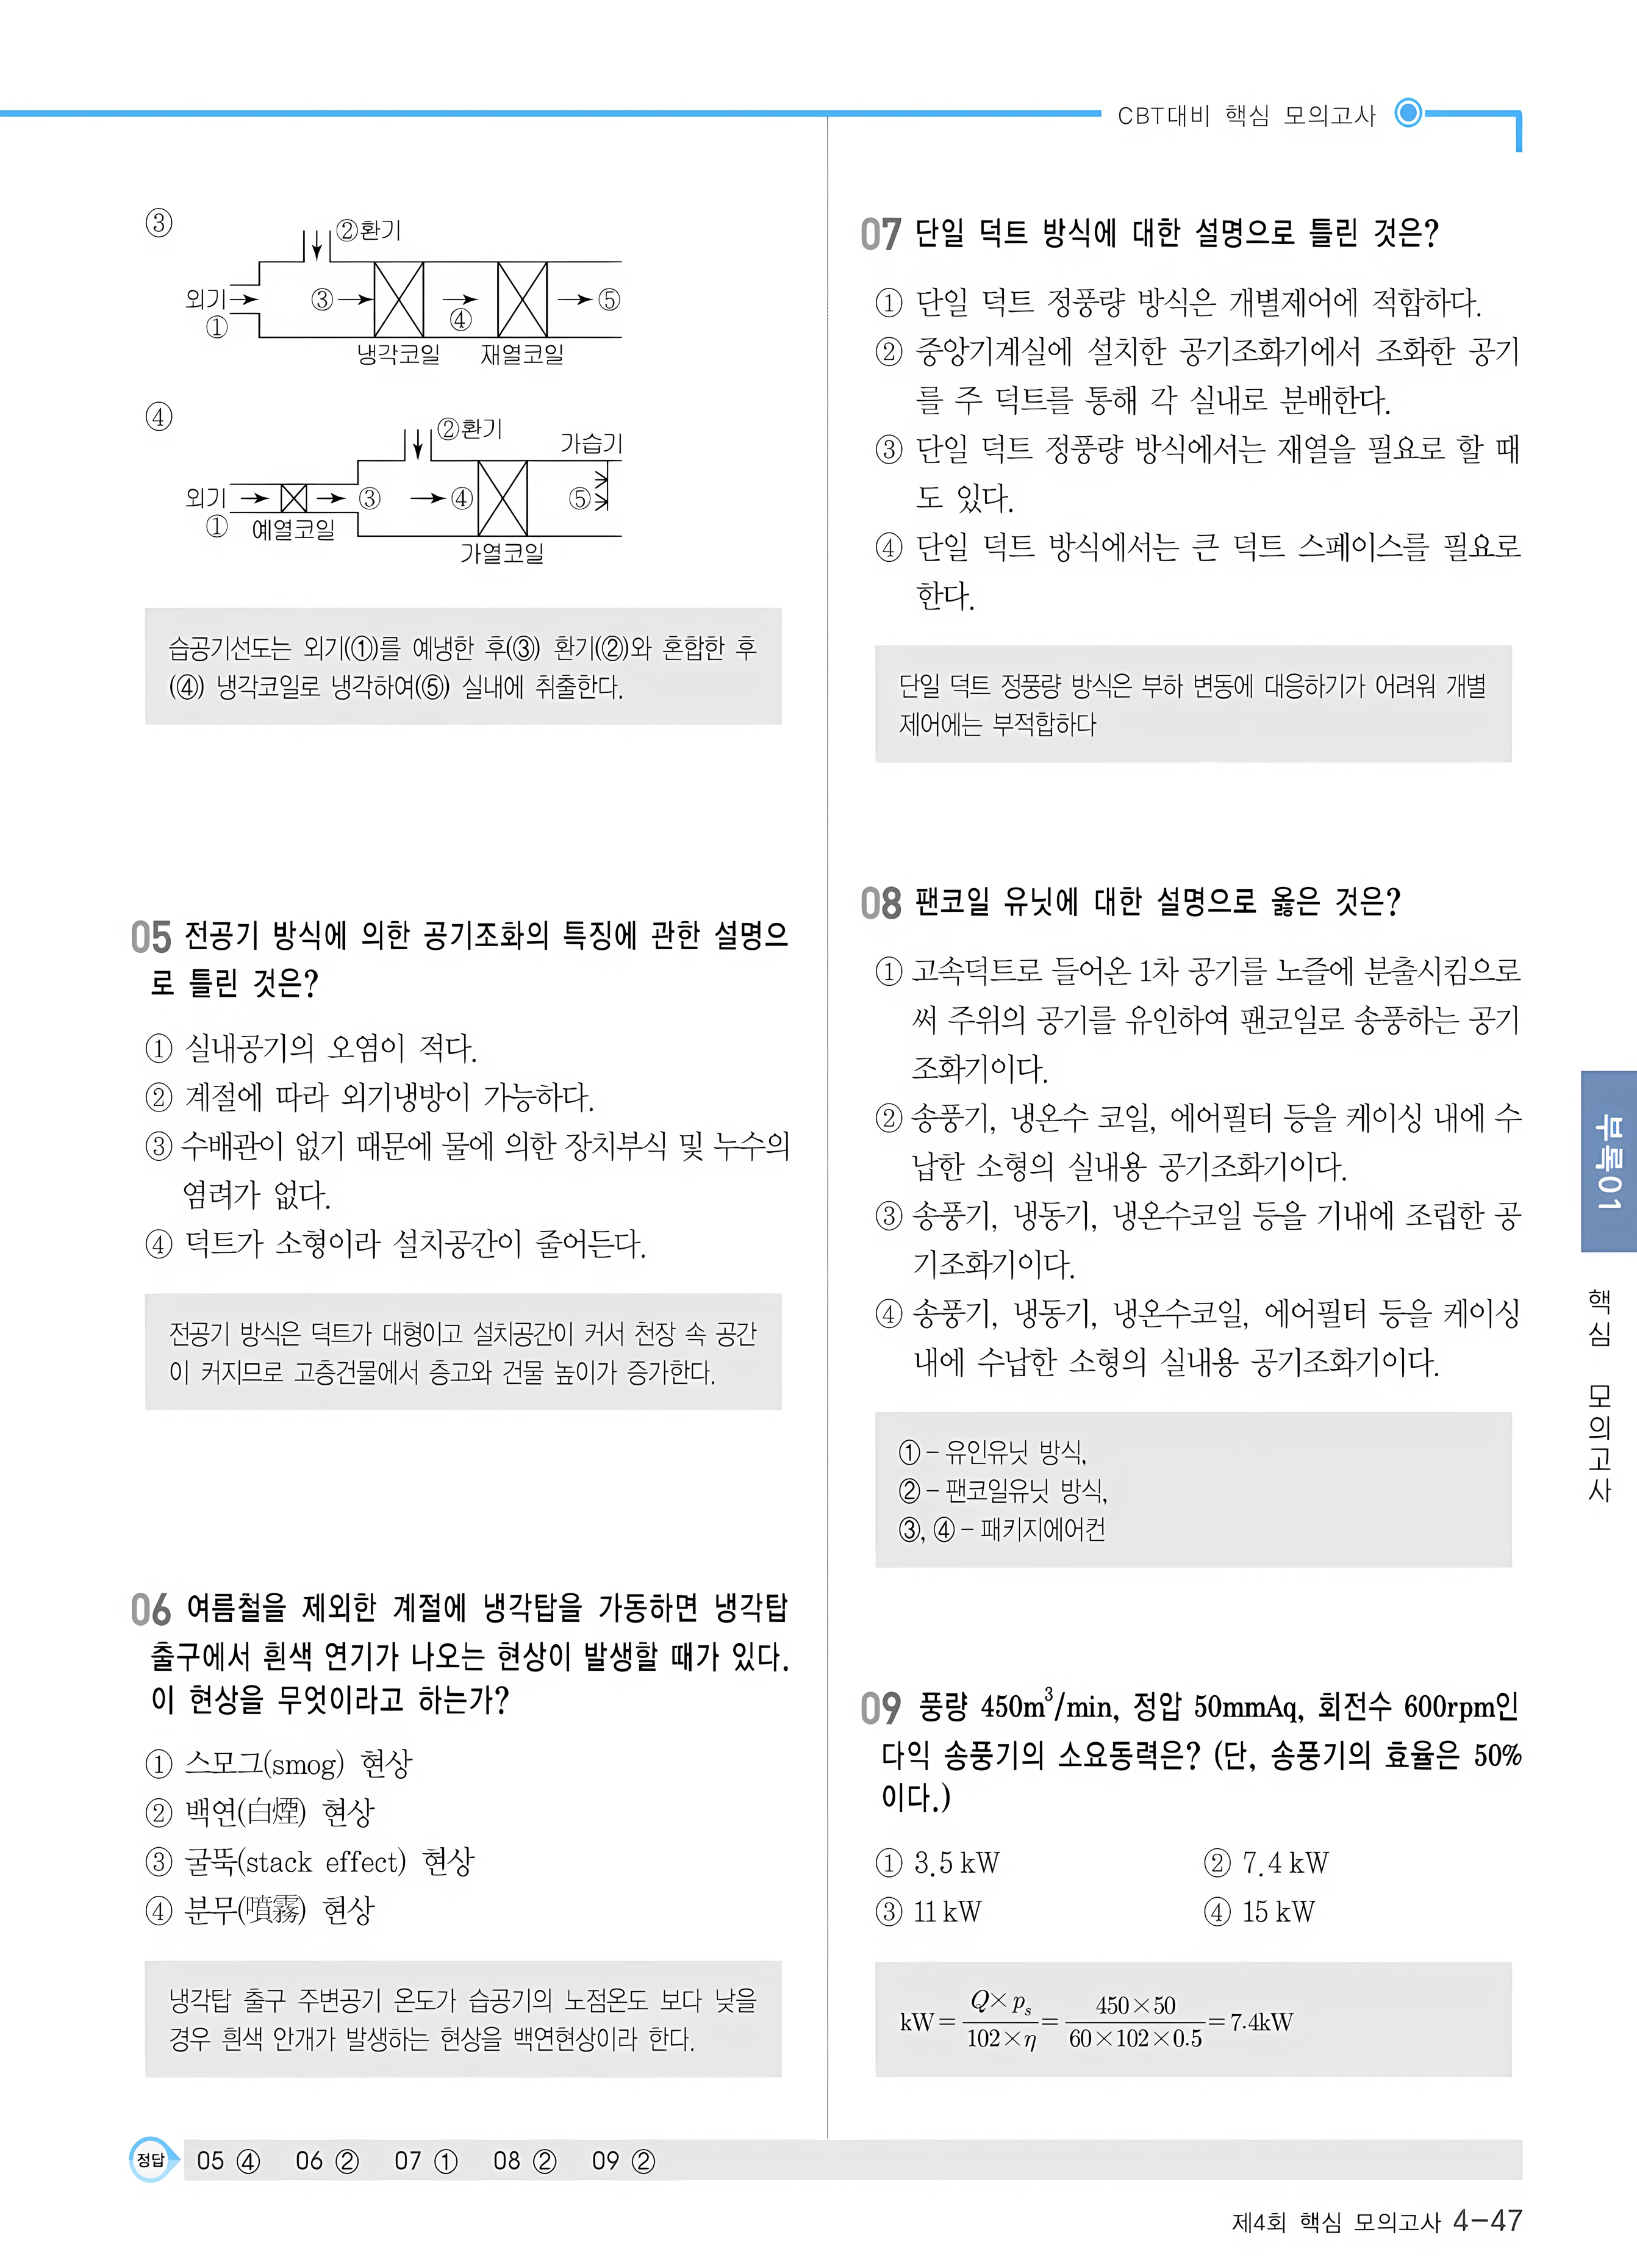 CBT대비 핵심 모의고사
③
②환기
외기
①
③
④
⑤
냉각코일 재열코일
④
②환기
가습기
외기
①
③
④
⑤
예열코일
가열코일
습공기선도는 외기(①)를 예냉한 후(③) 환기(②)와 혼합한 후
(④) 냉각코일로 냉각하여(⑤) 실내에 취출한다.
05 전공기 방식에 의한 공기조화의 특징에 관한 설명으
로 틀린 것은?
① 실내공기의 오염이 적다.
② 계절에 따라 외기냉방이 가능하다.
③ 수배관이 없기 때문에 물에 의한 장치부식 및 누수의
염려가 없다.
④ 덕트가 소형이라 설치공간이 줄어든다.
전공기 방식은 덕트가 대형이고 설치공간이 커서 천장 속 공간
이 커지므로 고층건물에서 층고와 건물 높이가 증가한다.
06 여름철을 제외한 계절에 냉각탑을 가동하면 냉각탑
출구에서 흰색 연기가 나오는 현상이 발생할 때가 있다.
이 현상을 무엇이라고 하는가?
① 스모그(smog) 현상
② 백연(白煙) 현상
③ 굴뚝(stack effect) 현상
④ 분무(噴霧) 현상
냉각탑 출구 주변공기 온도가 습공기의 노점온도 보다 낮을
경우 흰색 안개가 발생하는 현상을 백연현상이라 한다.
07 단일 덕트 방식에 대한 설명으로 틀린 것은?
① 단일 덕트 정풍량 방식은 개별제어에 적합하다.
② 중앙기계실에 설치한 공기조화기에서 조화한 공기
를 주 덕트를 통해 각 실내로 분배한다.
③ 단일 덕트 정풍량 방식에서는 재열을 필요로 할 때
도 있다.
④ 단일 덕트 방식에서는 큰 덕트 스페이스를 필요로
한다.
단일 덕트 정풍량 방식은 부하 변동에 대응하기가 어려워 개별
제어에는 부적합하다
08 팬코일 유닛에 대한 설명으로 옳은 것은?
① 고속덕트로 들어온 1차 공기를 노즐에 분출시킴으로
써 주위의 공기를 유인하여 팬코일로 송풍하는 공기
조화기이다.
② 송풍기, 냉온수 코일, 에어필터 등을 케이싱 내에 수
납한 소형의 실내용 공기조화기이다.
③ 송풍기, 냉동기, 냉온수코일 등을 기내에 조립한 공
기조화기이다.
④ 송풍기, 냉동기, 냉온수코일, 에어필터 등을 케이싱
내에 수납한 소형의 실내용 공기조화기이다.
① - 유인유닛 방식,
② - 팬코일유닛 방식,
③, ④ - 패키지에어컨
09 풍량 450m³/min, 정압 50mmAq, 회전수 600rpm인
다익 송풍기의 소요동력은? (단, 송풍기의 효율은 50%
이다.)
① 3.5 kW ② 7.4 kW
③ 11 kW ④ 15 kW
kW = Q×pₛ / 102×η = 450×50 / 60×102×0.5 = 7.4kW
부록01
핵심 모의고사
정답 05 ④ 06 ② 07 ① 08 ② 09 ②
제4회 핵심 모의고사 4-47